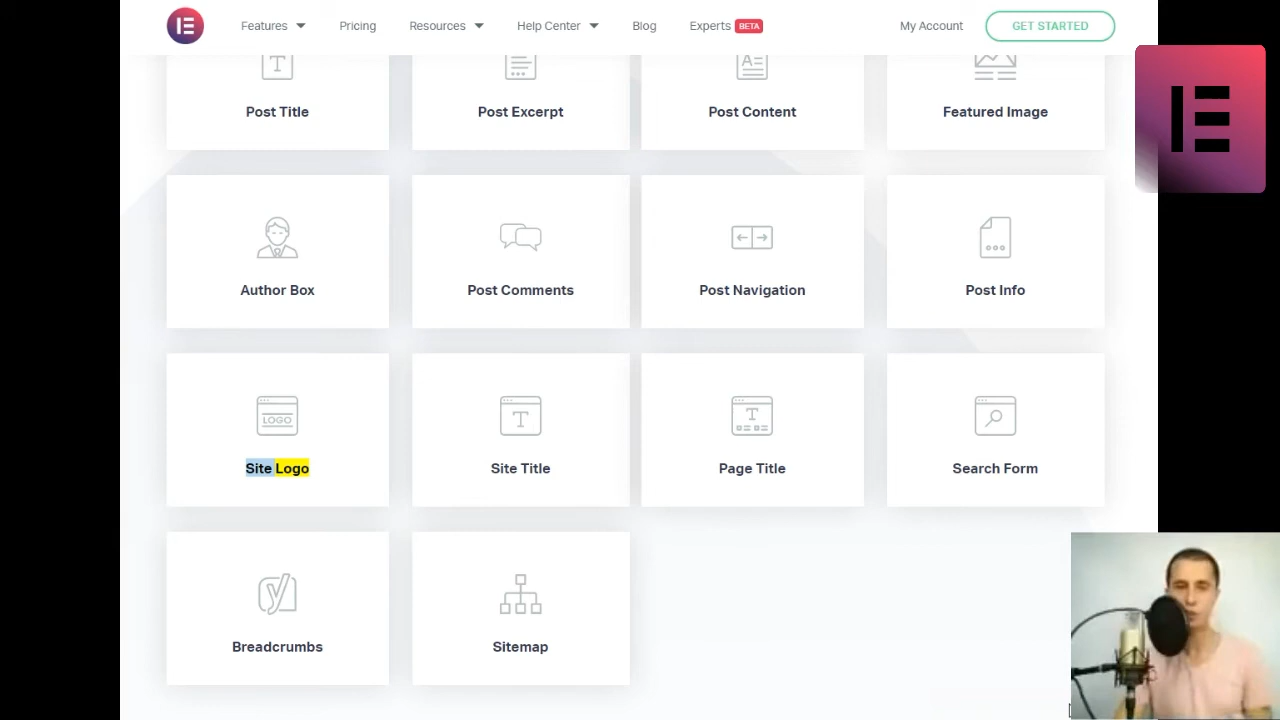 Features
Pricing
Resources
Help Center
Blog
Experts BETA
My Account
GET STARTED
T
A
Post Title
Post Excerpt
Post Content
Featured Image
Author Box
Post Comments
Post Navigation
Post Info
LOGO
T
T
Site Logo
Site Title
Page Title
Search Form
y
Breadcrumbs
Sitemap